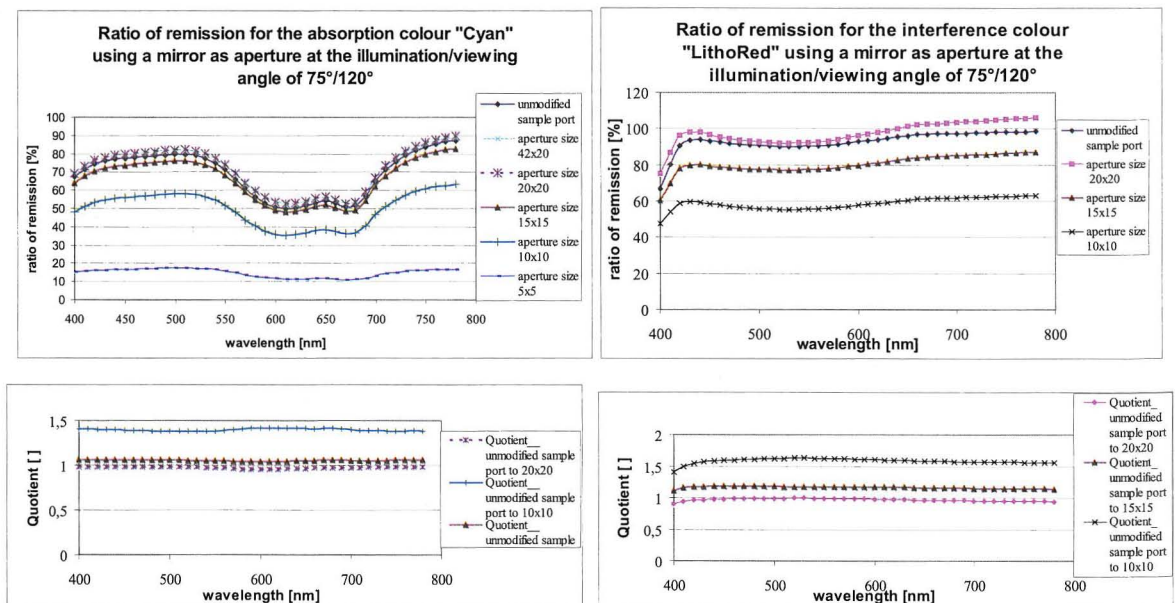 Ratio of remission for the absorption colour "Cyan"
using a mirror as aperture at the illumination/viewing
angle of 75°/120°
ratio of remission [%]
100
90
80
70
60
50
40
30
20
10
0
400 450 500 550 600 650 700 750 800
wavelength [nm]
unmodified
sample port
aperture size
42x20
aperture size
20x20
aperture size
15x15
aperture size
10x10
aperture size
5x5
Ratio of remission for the interference colour
"LithoRed" using a mirror as aperture at the
illumination/viewing angle of 75°/120°
ratio of remission [%]
120
100
80
60
40
20
0
400 500 600 700 800
wavelength [nm]
unmodified
sample port
aperture size
20x20
aperture size
15x15
aperture size
10x10
Quotient [ ]
1,5
1
0,5
0
400 500 600 700 800
wavelength [nm]
Quotient__
unmodified sample
port to 20x20
Quotient__
unmodified sample
port to 10x10
Quotient__
unmodified sample
Quotient [ ]
2
1,5
1
0,5
0
400 500 600 700 800
wavelength [nm]
Quotient_
unmodified
sample port
to 20x20
Quotient_
unmodified
sample port
to 15x15
Quotient_
unmodified
sample port
to 10x10